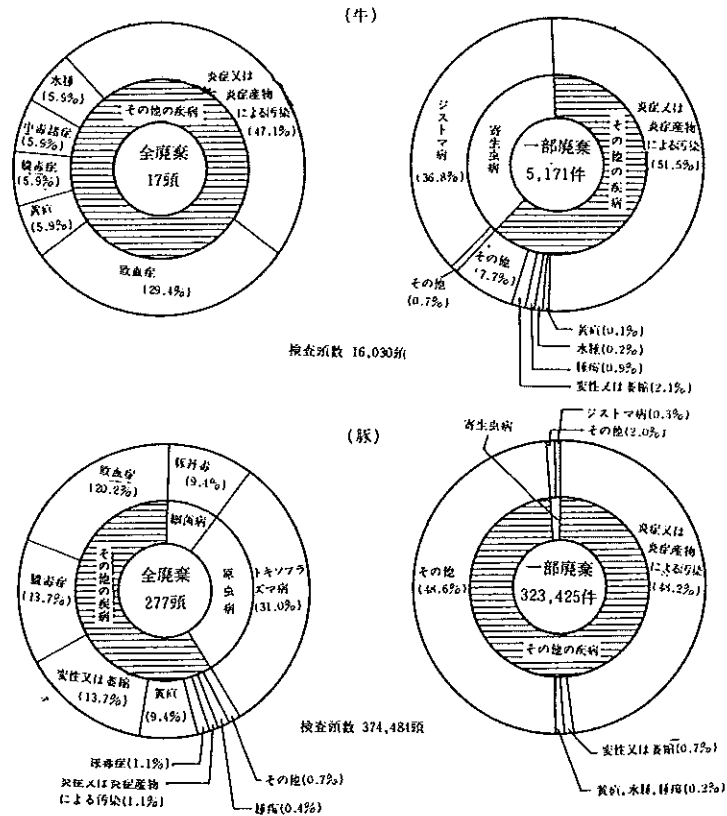 (牛)
水腫
(5.9%)
中毒諸症
(5.9%)
膿毒症
(5.9%)
黄疸
(5.9%)
敗血症
(29.4%)
炎症又は
炎症産物
による汚染
(47.1%)
その他の疾病
全廃棄
17頭
ジストマ病
(36.8%)
寄生虫病
一部廃棄
5,171件
その他の疾病
炎症又は
炎症産物
による汚染
(51.5%)
その他
(0.7%)
その他
(7.7%)
黄疸(0.1%)
水腫(0.2%)
腫瘍(0.9%)
変性又は萎縮(2.1%)
検査頭数 16,030頭
(豚)
敗血症
(20.2%)
豚丹毒
(9.4%)
細菌病
その他の疾病
全廃棄
277頭
原虫病
トキソプラ
ズマ病
(31.0%)
膿毒症
(13.7%)
変性又は萎縮
(13.7%)
黄疸
(9.4%)
尿毒症(1.1%)
炎症又は炎症産物
による汚染(1.1%)
その他(0.7%)
腫瘍(0.4%)
検査頭数 374,484頭
寄生虫病
ジストマ病(0.3%)
その他(2.0%)
その他
(48.6%)
一部廃棄
323,425件
その他の疾病
炎症又は
炎症産物
による汚染
(48.2%)
変性又は萎縮(0.7%)
黄疸,水腫,腫瘍(0.2%)